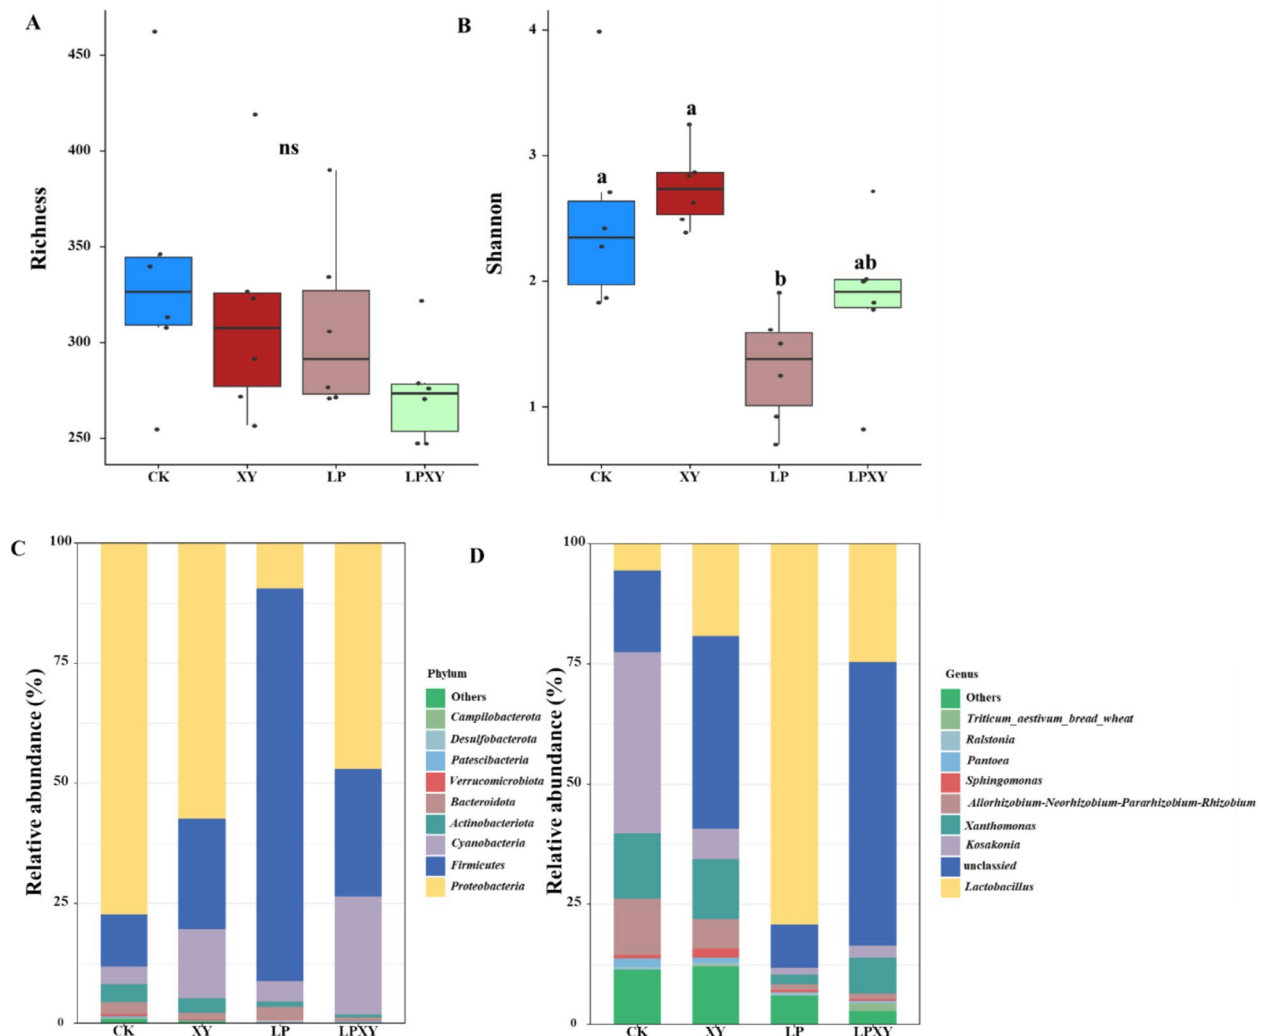 A
Richness
450
400
350
300
250
ns
CK
XY
LP
LPXY
B
Shannon
4
3
2
1
a
a
b
ab
CK
XY
LP
LPXY
C
Relative abundance (%)
100
75
50
25
0
CK
XY
LP
LPXY
Phylum
Others
Campilobacterota
Desulfobacterota
Patescibacteria
Verrucomicrobiota
Bacteroidota
Actinobacteriota
Cyanobacteria
Firmicutes
Proteobacteria
D
Relative abundance (%)
100
75
50
25
0
CK
XY
LP
LPXY
Genus
Others
Triticum_aestivum_bread_wheat
Ralstonia
Pantoea
Sphingomonas
Allorhizobium-Neorhizobium-Pararhizobium-Rhizobium
Xanthomonas
Kosakonia
unclassied
Lactobacillus